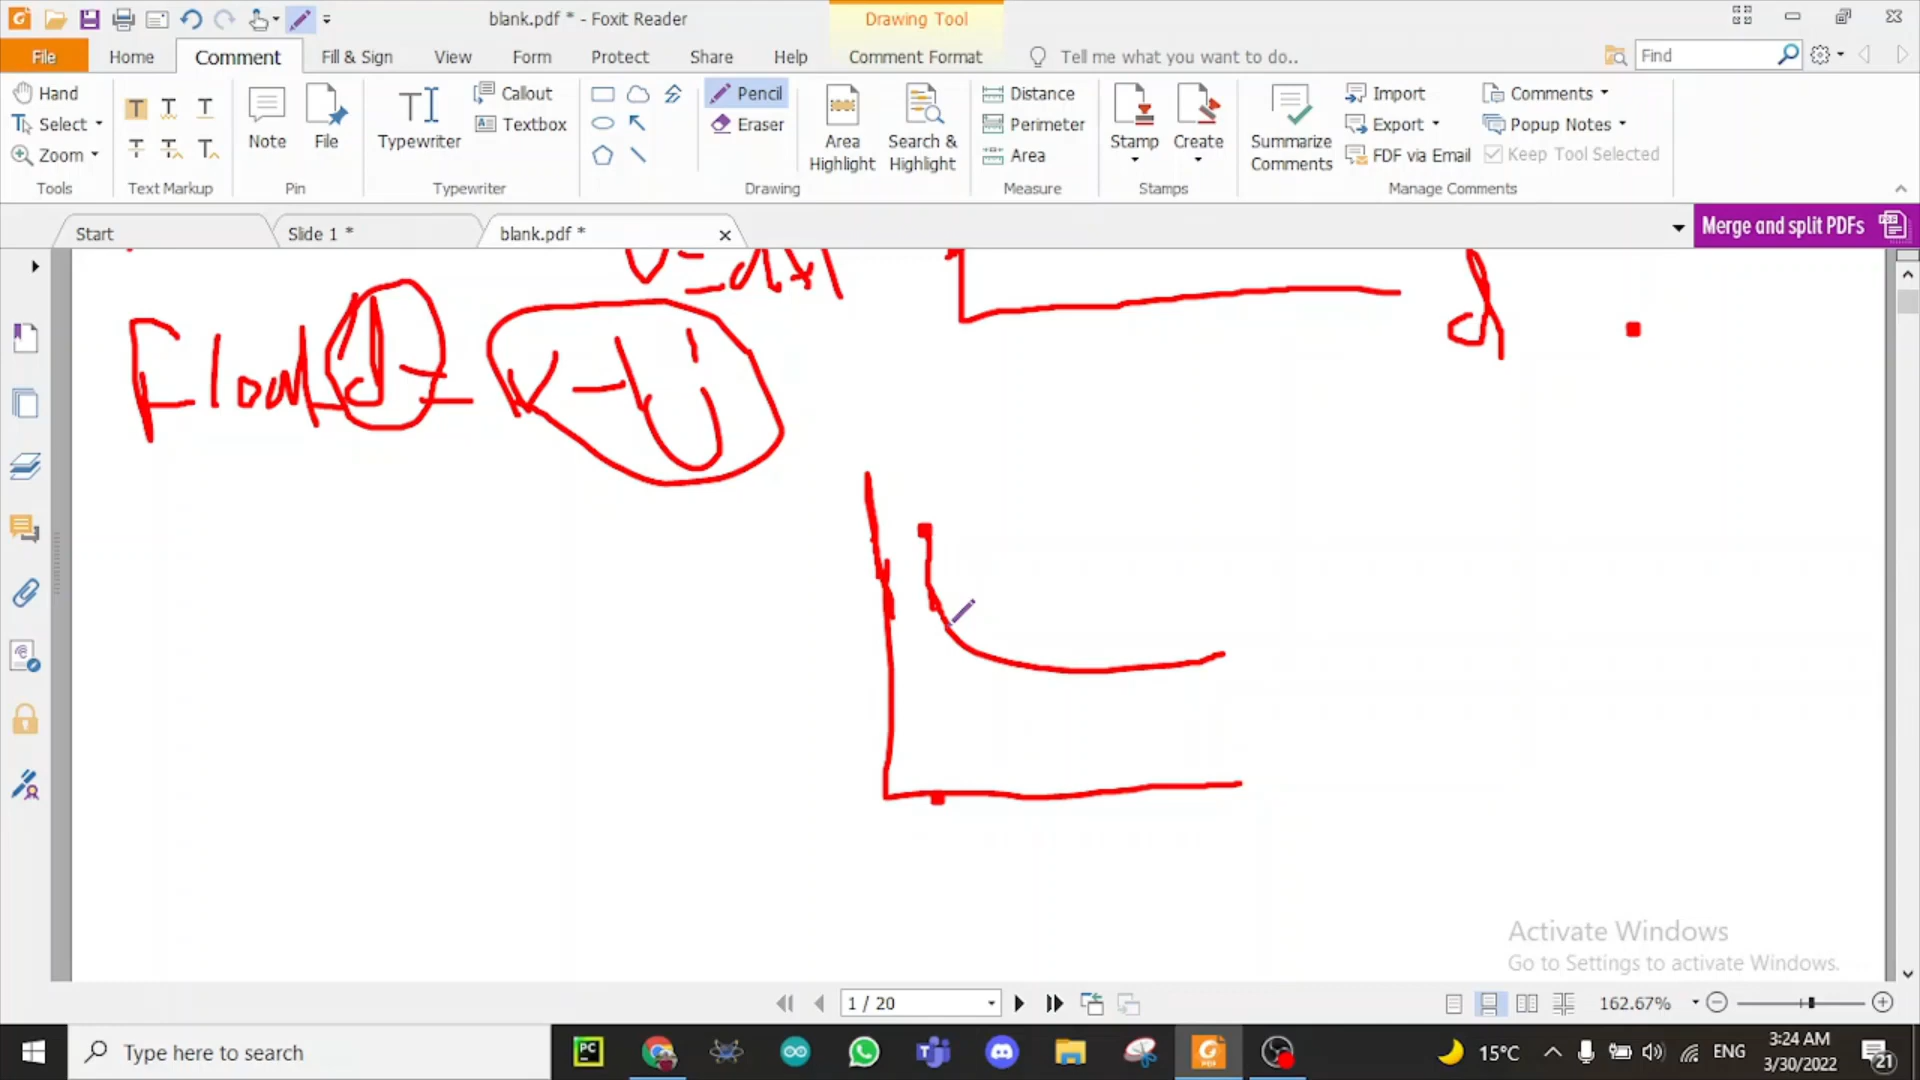 blank.pdf * - Foxit Reader
Drawing Tool
File Home Comment Fill & Sign View Form Protect Share Help Comment Format Tell me what you want to do.. Find
Hand
Select
Zoom
Tools
Text Markup
Note File
Pin
Typewriter
Callout
Textbox
Typewriter
Pencil
Eraser
Area Highlight
Search & Highlight
Drawing
Distance
Perimeter
Area
Measure
Stamp Create
Stamps
Summarize Comments
Import
Export
FDF via Email
Comments
Popup Notes
Keep Tool Selected
Manage Comments
Start Slide 1 * blank.pdf * Merge and split PDFs
d
Activate Windows
Go to Settings to activate Windows.
1 / 20 162.67%
Type here to search
PC
15°C ENG
3:24 AM
3/30/2022
21